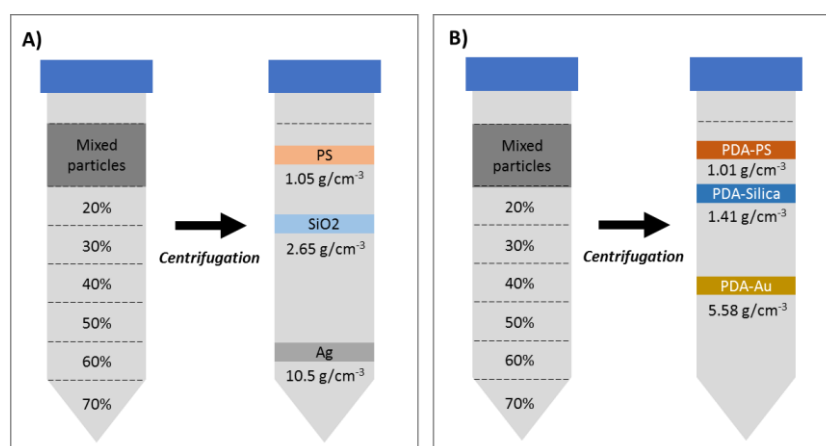 A)
Mixed
particles
20%
30%
40%
50%
60%
70%
Centrifugation
PS
1.05 g/cm⁻³
SiO2
2.65 g/cm⁻³
Ag
10.5 g/cm⁻³
B)
Mixed
particles
20%
30%
40%
50%
60%
70%
Centrifugation
PDA-PS
1.01 g/cm⁻³
PDA-Silica
1.41 g/cm⁻³
PDA-Au
5.58 g/cm⁻³